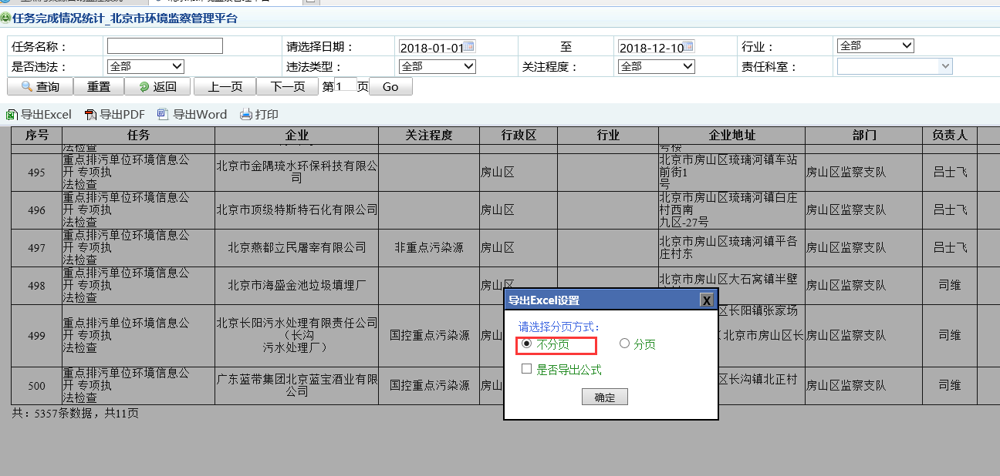 任务完成情况统计_北京市环境监察管理平台
任务名称： 请选择日期： 2018-01-01 至 2018-12-10 行业： 全部
是否违法： 全部 违法类型： 全部 关注程度： 全部 责任科室：
查询 重置 返回 上一页 下一页 第1 页 Go
导出Excel 导出PDF 导出Word 打印
序号 任务 企业 关注程度 行政区 行业 企业地址 部门 负责人
法检查 号楼
495 重点排污单位环境信息公
开 专项执
法检查 北京市金隅琉水环保科技有限公
司 房山区 北京市房山区琉璃河镇车站
前街1
号 房山区监察支队 吕士飞
496 重点排污单位环境信息公
开 专项执
法检查 北京市顶级特斯特石化有限公司 房山区 北京市房山区琉璃河镇白庄
村西南
九区-27号 房山区监察支队 吕士飞
497 重点排污单位环境信息公
开 专项执
法检查 北京燕都立民屠宰有限公司 非重点污染源 房山区 北京市房山区琉璃河镇平各
庄村东 房山区监察支队 吕士飞
498 重点排污单位环境信息公
开 专项执
法检查 北京市海盛金池垃圾填埋厂 房山区 北京市房山区大石窝镇半壁
房山区监察支队 司维
499 重点排污单位环境信息公
开 专项执
法检查 北京长阳污水处理有限责任公司
（长沟
污水处理厂） 国控重点污染源 房山 区长阳镇张家场
（北京市房山区长 房山区监察支队 司维
500 重点排污单位环境信息公
开 专项执
法检查 广东蓝带集团北京蓝宝酒业有限
公司 国控重点污染源 房山 区长沟镇北正村 房山区监察支队 司维
共：5357条数据，共11页
导出Excel设置 X
请选择分页方式：
不分页 分页
是否导出公式
确定